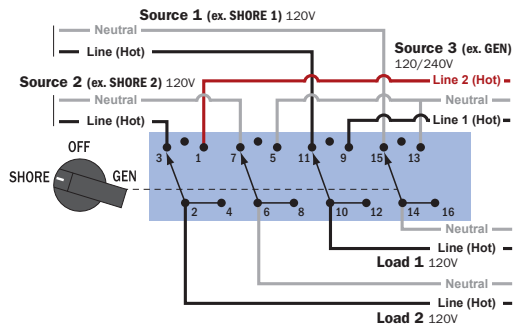 Source 1 (ex. SHORE 1) 120V
Neutral
Line (Hot)
Source 3 (ex. GEN)
120/240V
Source 2 (ex. SHORE 2) 120V
Line 2 (Hot)
Neutral
Neutral
Line (Hot)
Line 1 (Hot)
OFF
SHORE
GEN
3 1 7 5 11 9 15 13
2 4 6 8 10 12 14 16
Neutral
Line (Hot)
Load 1 120V
Neutral
Line (Hot)
Load 2 120V